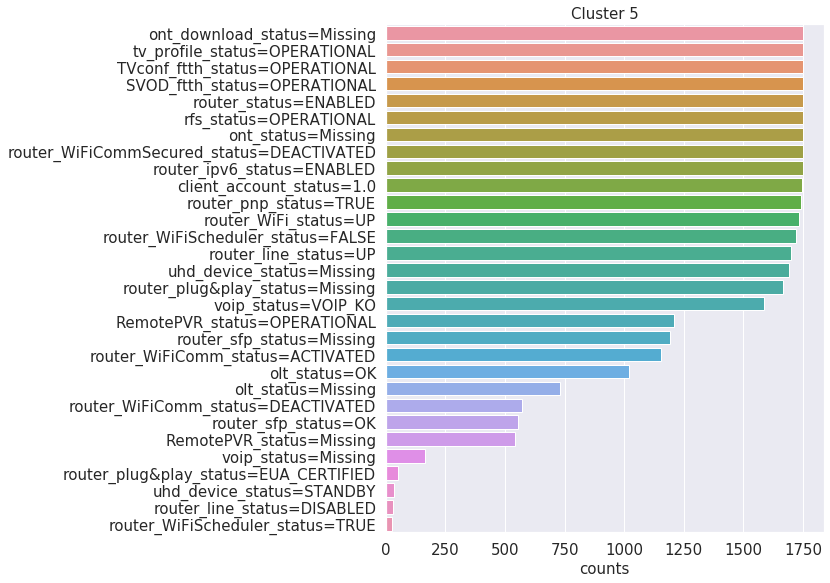 Cluster 5
ont_download_status=Missing
tv_profile_status=OPERATIONAL
TVconf_ftth_status=OPERATIONAL
SVOD_ftth_status=OPERATIONAL
router_status=ENABLED
rfs_status=OPERATIONAL
ont_status=Missing
router_WiFiCommSecured_status=DEACTIVATED
router_ipv6_status=ENABLED
client_account_status=1.0
router_pnp_status=TRUE
router_WiFi_status=UP
router_WiFiScheduler_status=FALSE
router_line_status=UP
uhd_device_status=Missing
router_plug&play_status=Missing
voip_status=VOIP_KO
RemotePVR_status=OPERATIONAL
router_sfp_status=Missing
router_WiFiComm_status=ACTIVATED
olt_status=OK
olt_status=Missing
router_WiFiComm_status=DEACTIVATED
router_sfp_status=OK
RemotePVR_status=Missing
voip_status=Missing
router_plug&play_status=EUA_CERTIFIED
uhd_device_status=STANDBY
router_line_status=DISABLED
router_WiFiScheduler_status=TRUE
0 250 500 750 1000 1250 1500 1750
counts